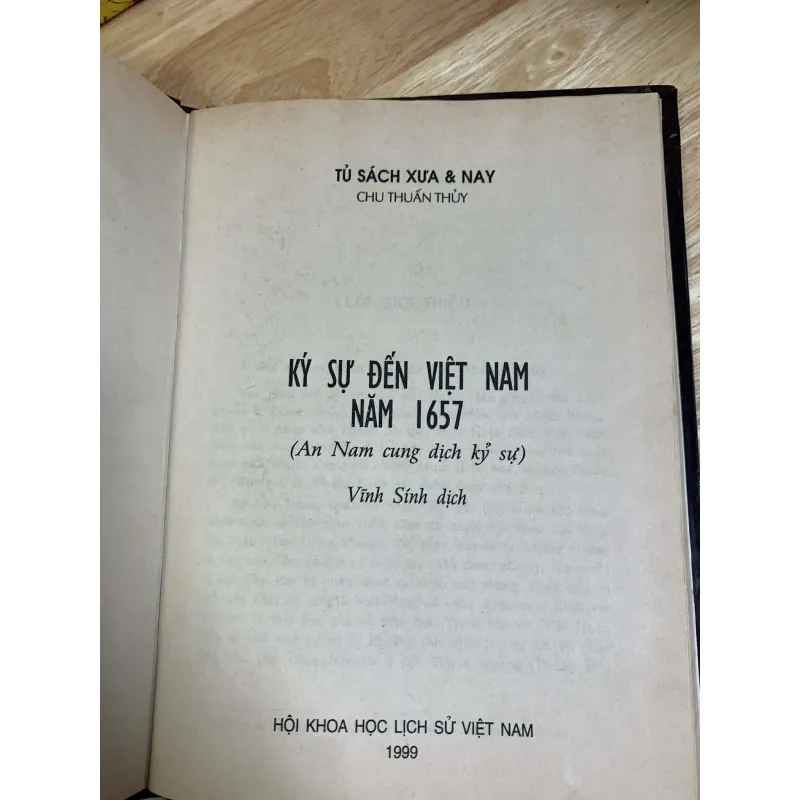 TỦ SÁCH XƯA & NAY
CHU THUẤN THỦY
KÝ SỰ ĐẾN VIỆT NAM
NĂM 1657
(An Nam cung dịch kỷ sự)
Vĩnh Sính dịch
HỘI KHOA HỌC LỊCH SỬ VIỆT NAM
1999